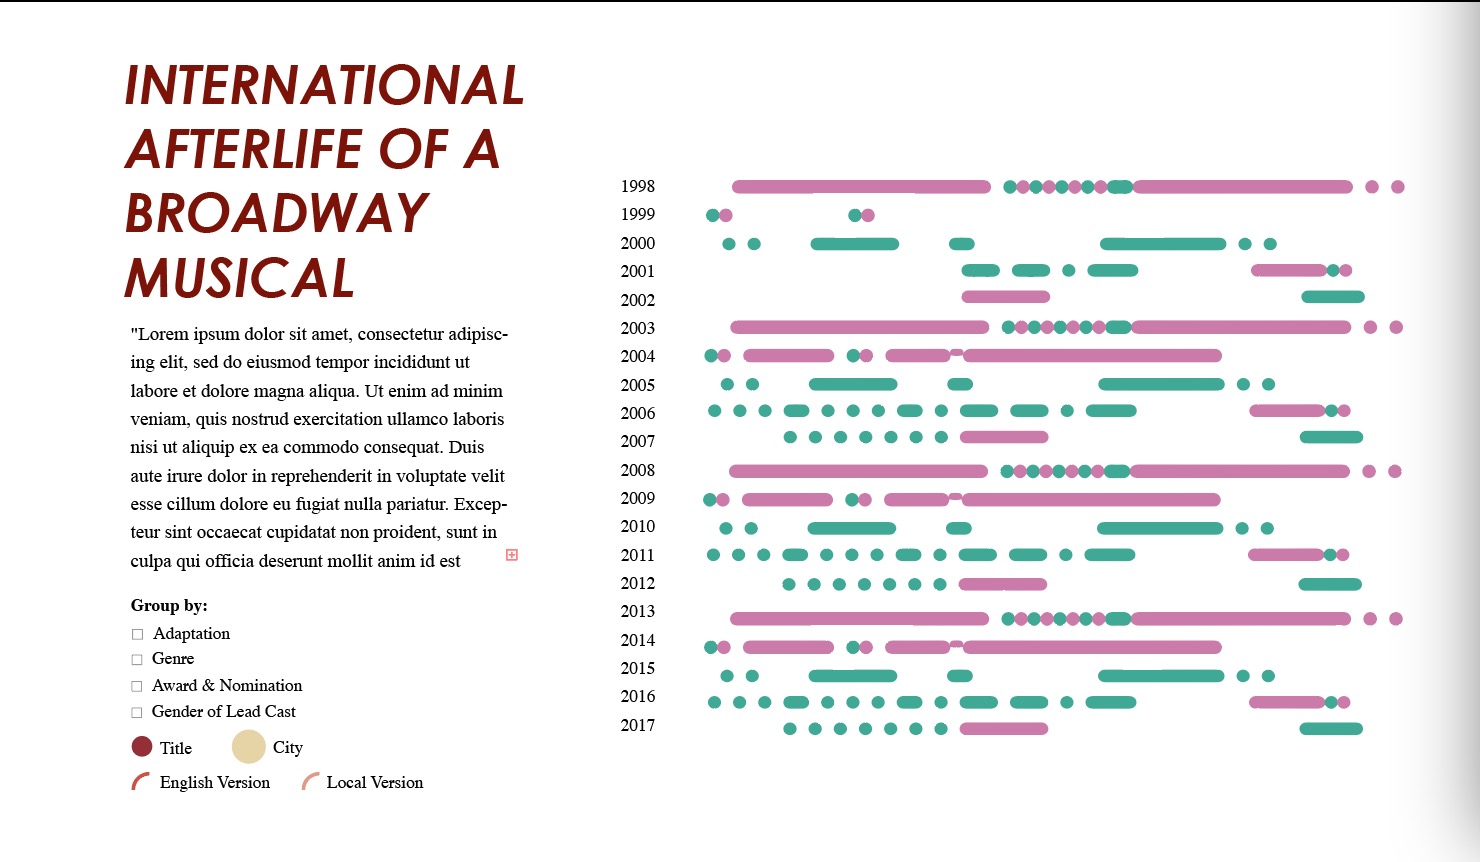 INTERNATIONAL
AFTERLIFE OF A
BROADWAY
MUSICAL
"Lorem ipsum dolor sit amet, consectetur adipisc-
ing elit, sed do eiusmod tempor incididunt ut
labore et dolore magna aliqua. Ut enim ad minim
veniam, quis nostrud exercitation ullamco laboris
nisi ut aliquip ex ea commodo consequat. Duis
aute irure dolor in reprehenderit in voluptate velit
esse cillum dolore eu fugiat nulla pariatur. Excep-
teur sint occaecat cupidatat non proident, sunt in
culpa qui officia deserunt mollit anim id est
Group by:
Adaptation
Genre
Award & Nomination
Gender of Lead Cast
Title City
English Version Local Version
1998
1999
2000
2001
2002
2003
2004
2005
2006
2007
2008
2009
2010
2011
2012
2013
2014
2015
2016
2017